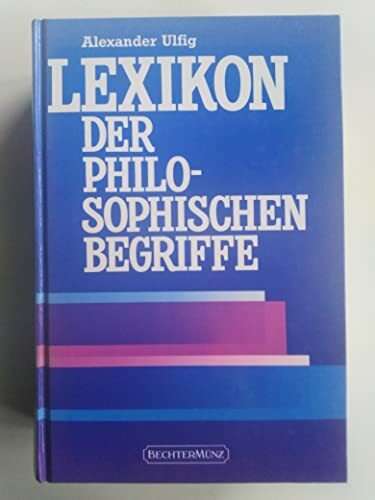 Alexander Ulfig
LEXIKON
DER
PHILO-
SOPHISCHEN
BEGRIFFE
BECHTERMÜNZ